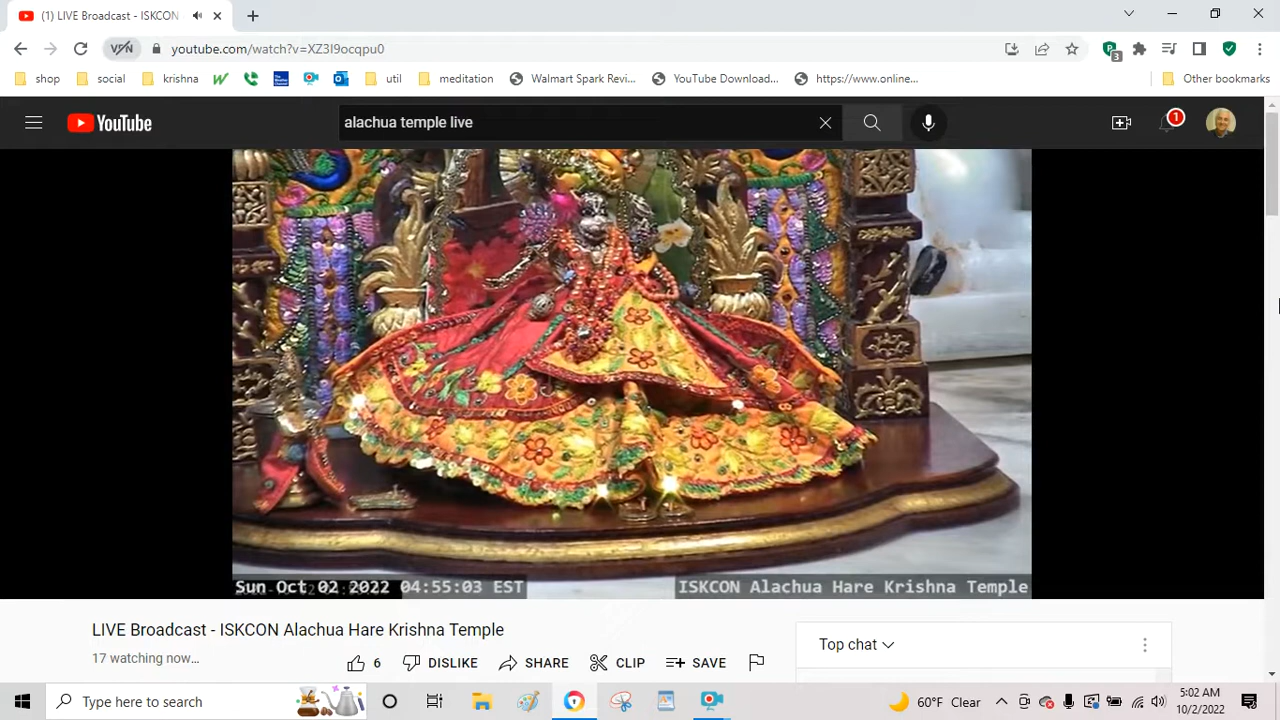 (1) LIVE Broadcast - ISKCON
VPN
youtube.com/watch?v=XZ3I9ocqpu0
3
shop
social
krishna
util
meditation
Walmart Spark Revi...
YouTube Download...
https://www.online...
Other bookmarks
YouTube
alachua temple live
1
Sun Oct 02 2022 04:55:03 EST
ISKCON Alachua Hare Krishna Temple
LIVE Broadcast - ISKCON Alachua Hare Krishna Temple
17 watching now...
6
DISLIKE
SHARE
CLIP
SAVE
Top chat
Type here to search
60°F Clear
5:02 AM
10/2/2022